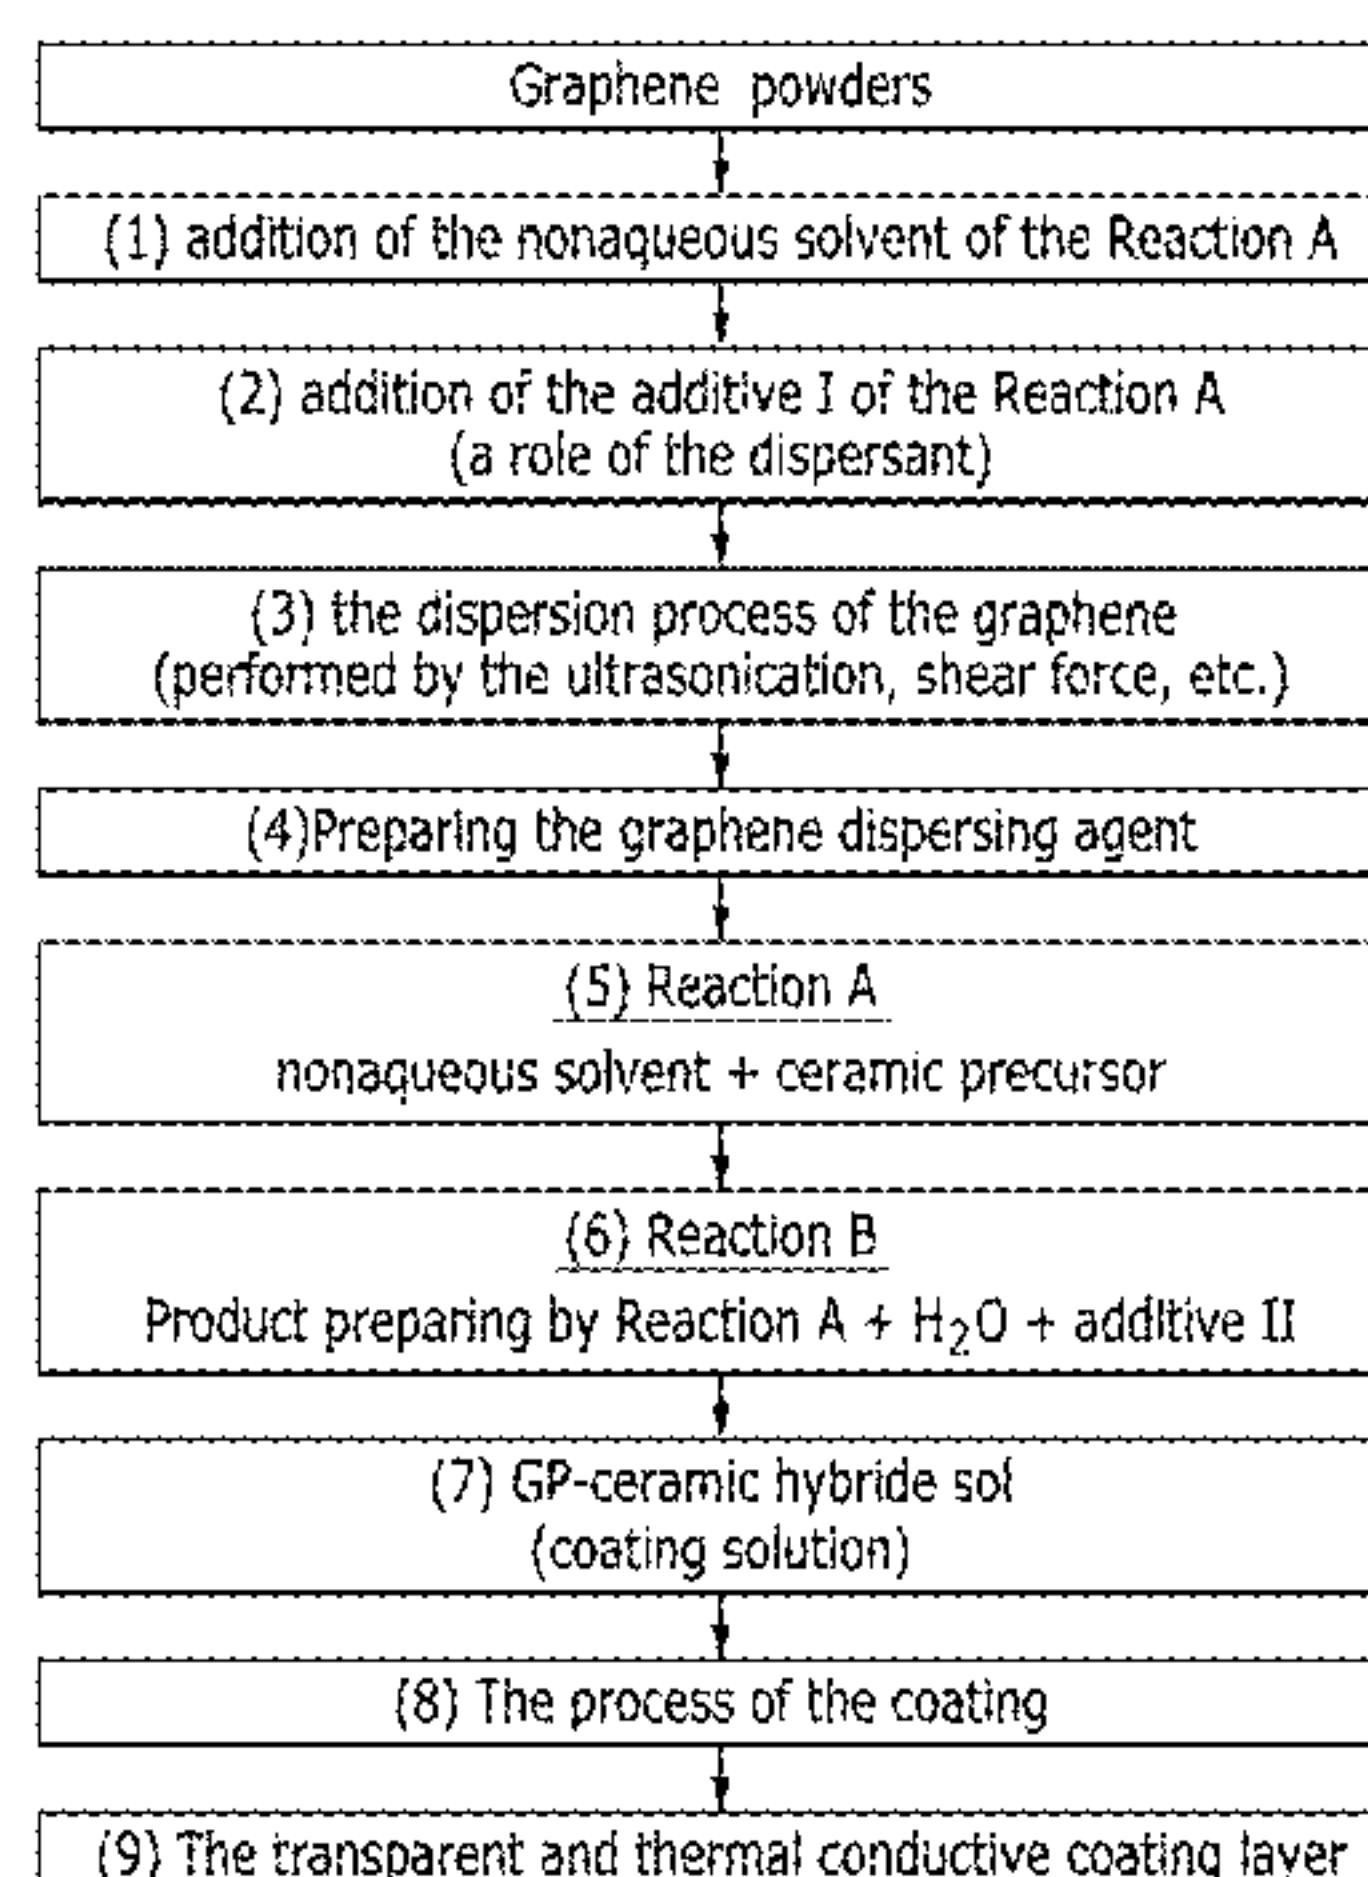 Graphene powders
(1) addition of the nonaqueous solvent of the Reaction A
(2) addition of the additive I of the Reaction A
(a role of the dispersant)
(3) the dispersion process of the graphene
(performed by the ultrasonication, shear force, etc.)
(4)Preparing the graphene dispersing agent
(5) Reaction A
nonaqueous solvent + ceramic precursor
(6) Reaction B
Product preparing by Reaction A + H₂O + additive II
(7) GP-ceramic hybride sol
(coating solution)
(8) The process of the coating
(9) The transparent and thermal conductive coating layer